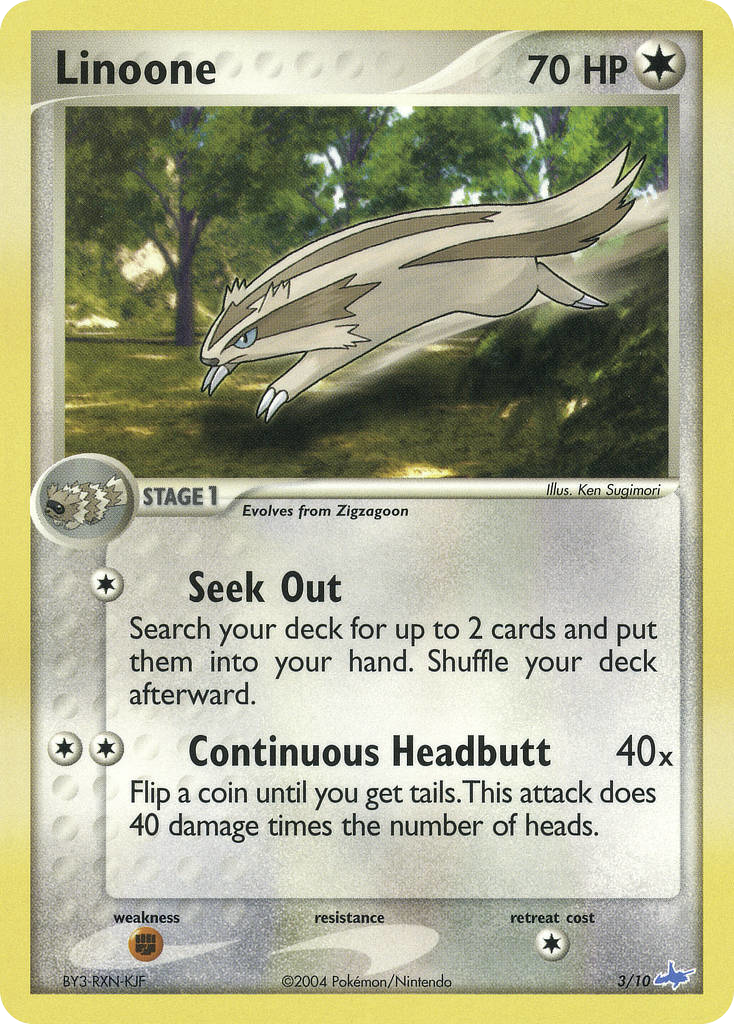 Linoone 70 HP
STAGE 1
Illus. Ken Sugimori
Evolves from Zigzagoon
Seek Out
Search your deck for up to 2 cards and put
them into your hand. Shuffle your deck
afterward.
Continuous Headbutt 40x
Flip a coin until you get tails.This attack does
40 damage times the number of heads.
weakness resistance retreat cost
BY3-RXN-KJF ©2004 Pokémon/Nintendo 3/10